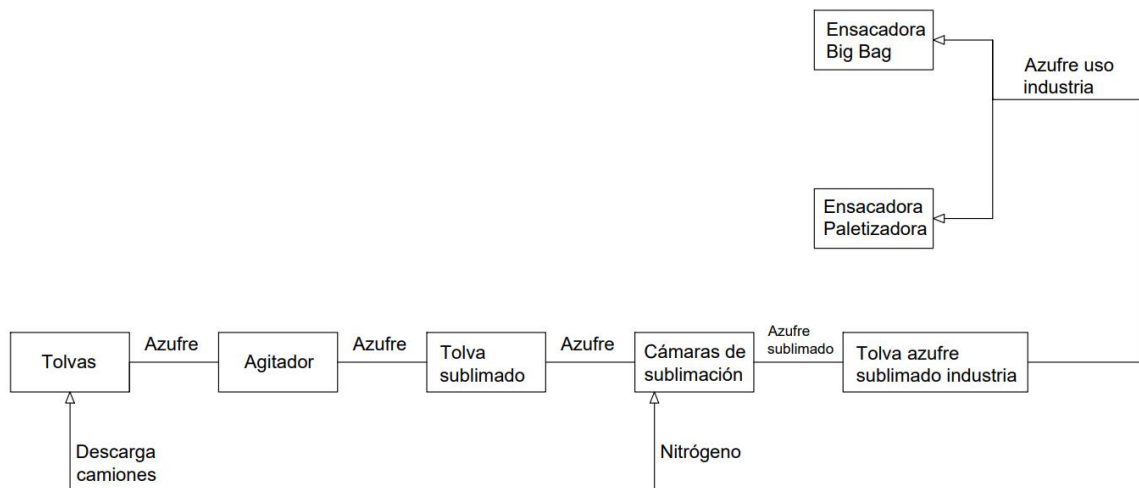 Ensacadora
Big Bag
Azufre uso
industria
Ensacadora
Paletizadora
Tolvas
Azufre
Agitador
Azufre
Tolva
sublimado
Azufre
Cámaras de
sublimación
Azufre
sublimado
Tolva azufre
sublimado industria
Descarga
camiones
Nitrógeno